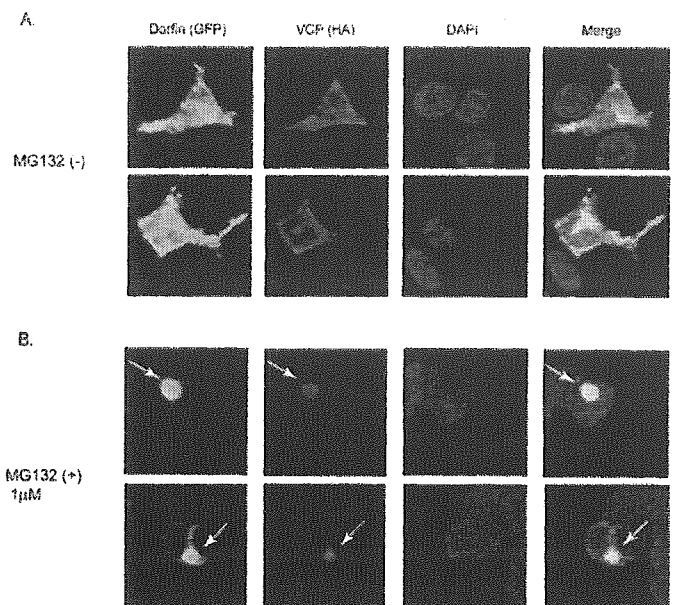 A.
Dorfin (GFP) VCP (HA) DAPI Merge
MG132 (-)
B.
MG132 (+)
1μM